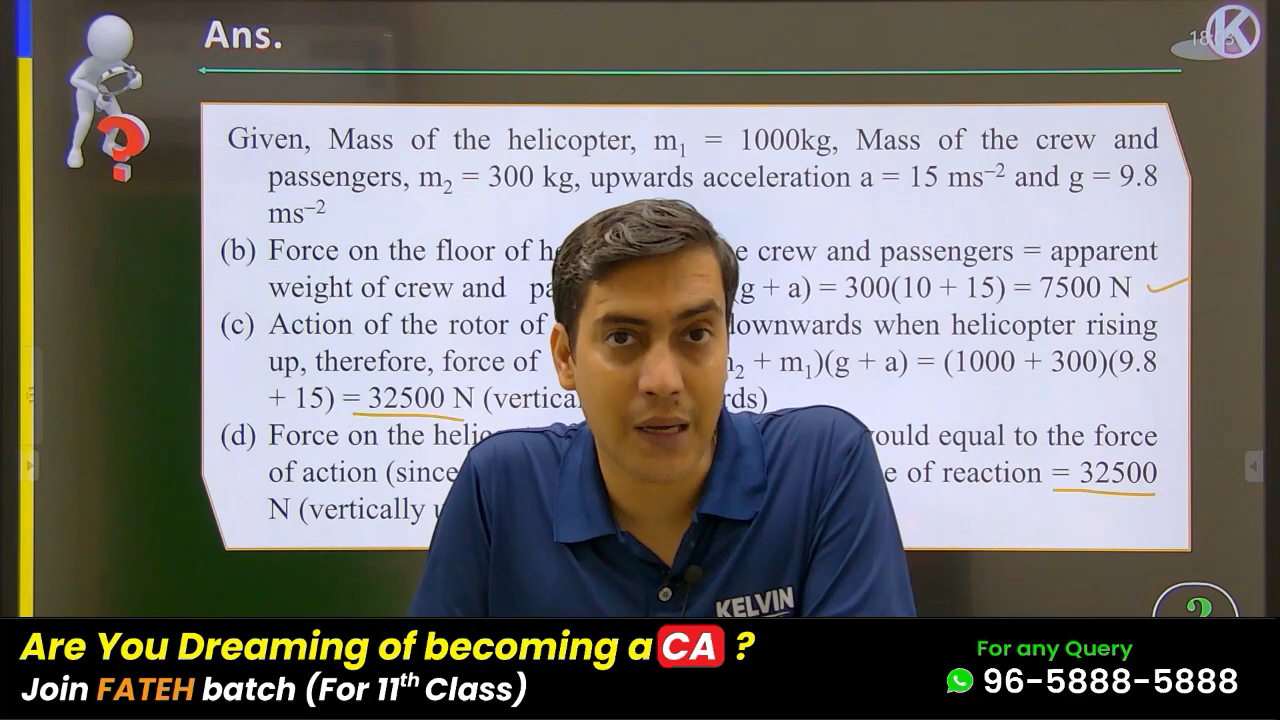 Ans.
Given, Mass of the helicopter, m₁ = 1000kg, Mass of the crew and
passengers, m₂ = 300 kg, upwards acceleration a = 15 ms⁻² and g = 9.8
ms⁻²
(b) Force on the floor of e crew and passengers = apparent
weight of crew and (g + a) = 300(10 + 15) = 7500 N
(c) Action of the rotor of downwards when helicopter rising
up, therefore, force of + m₁)(g + a) = (1000 + 300)(9.8
+ 15) = 32500 N
(d) Force on the would equal to the force
of action (since of reaction = 32500
N (vertically
KELVIN
?
Are You Dreaming of becoming a CA ?
Join FATEH batch (For 11th Class)
For any Query
96-5888-5888